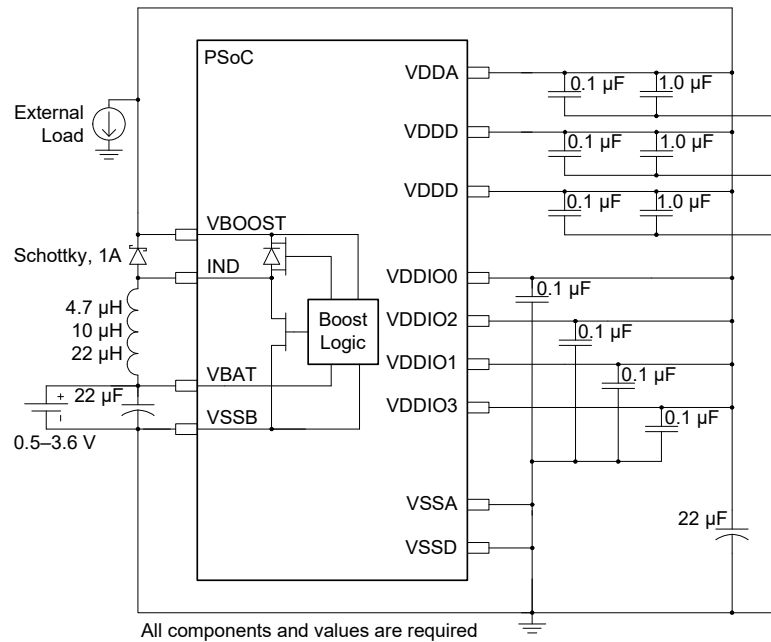 PSoC
VDDA
0.1 µF
1.0 µF
External
Load
VDDD
0.1 µF
1.0 µF
VDDD
0.1 µF
1.0 µF
VBOOST
Schottky, 1A
IND
VDDIO0
0.1 µF
4.7 µH
10 µH
22 µH
Boost
Logic
VDDIO2
0.1 µF
VDDIO1
0.1 µF
VBAT
22 µF
+
VDDIO3
0.1 µF
VSSB
0.5–3.6 V
VSSA
22 µF
VSSD
All components and values are required